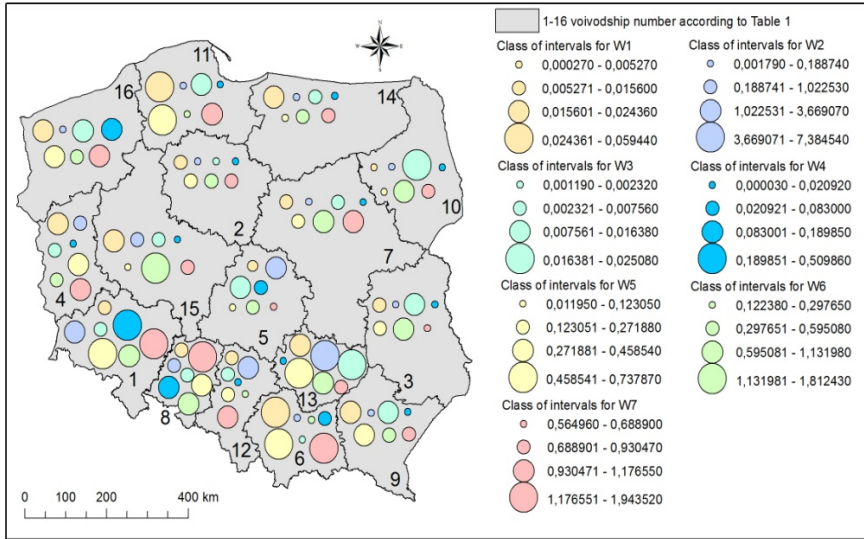 11
16
14
10
2
7
4
15
5
1
8
13
3
12
6
9
0 100 200 400 km
1-16 voivodship number according to Table 1
Class of intervals for W1
0,000270 - 0,005270
0,005271 - 0,015600
0,015601 - 0,024360
0,024361 - 0,059440
Class of intervals for W2
0,001790 - 0,188740
0,188741 - 1,022530
1,022531 - 3,669070
3,669071 - 7,384540
Class of intervals for W3
0,001190 - 0,002320
0,002321 - 0,007560
0,007561 - 0,016380
0,016381 - 0,025080
Class of intervals for W4
0,000030 - 0,020920
0,020921 - 0,083000
0,083001 - 0,189850
0,189851 - 0,509860
Class of intervals for W5
0,011950 - 0,123050
0,123051 - 0,271880
0,271881 - 0,458540
0,458541 - 0,737870
Class of intervals for W6
0,122380 - 0,297650
0,297651 - 0,595080
0,595081 - 1,131980
1,131981 - 1,812430
Class of intervals for W7
0,564960 - 0,688900
0,688901 - 0,930470
0,930471 - 1,176550
1,176551 - 1,943520